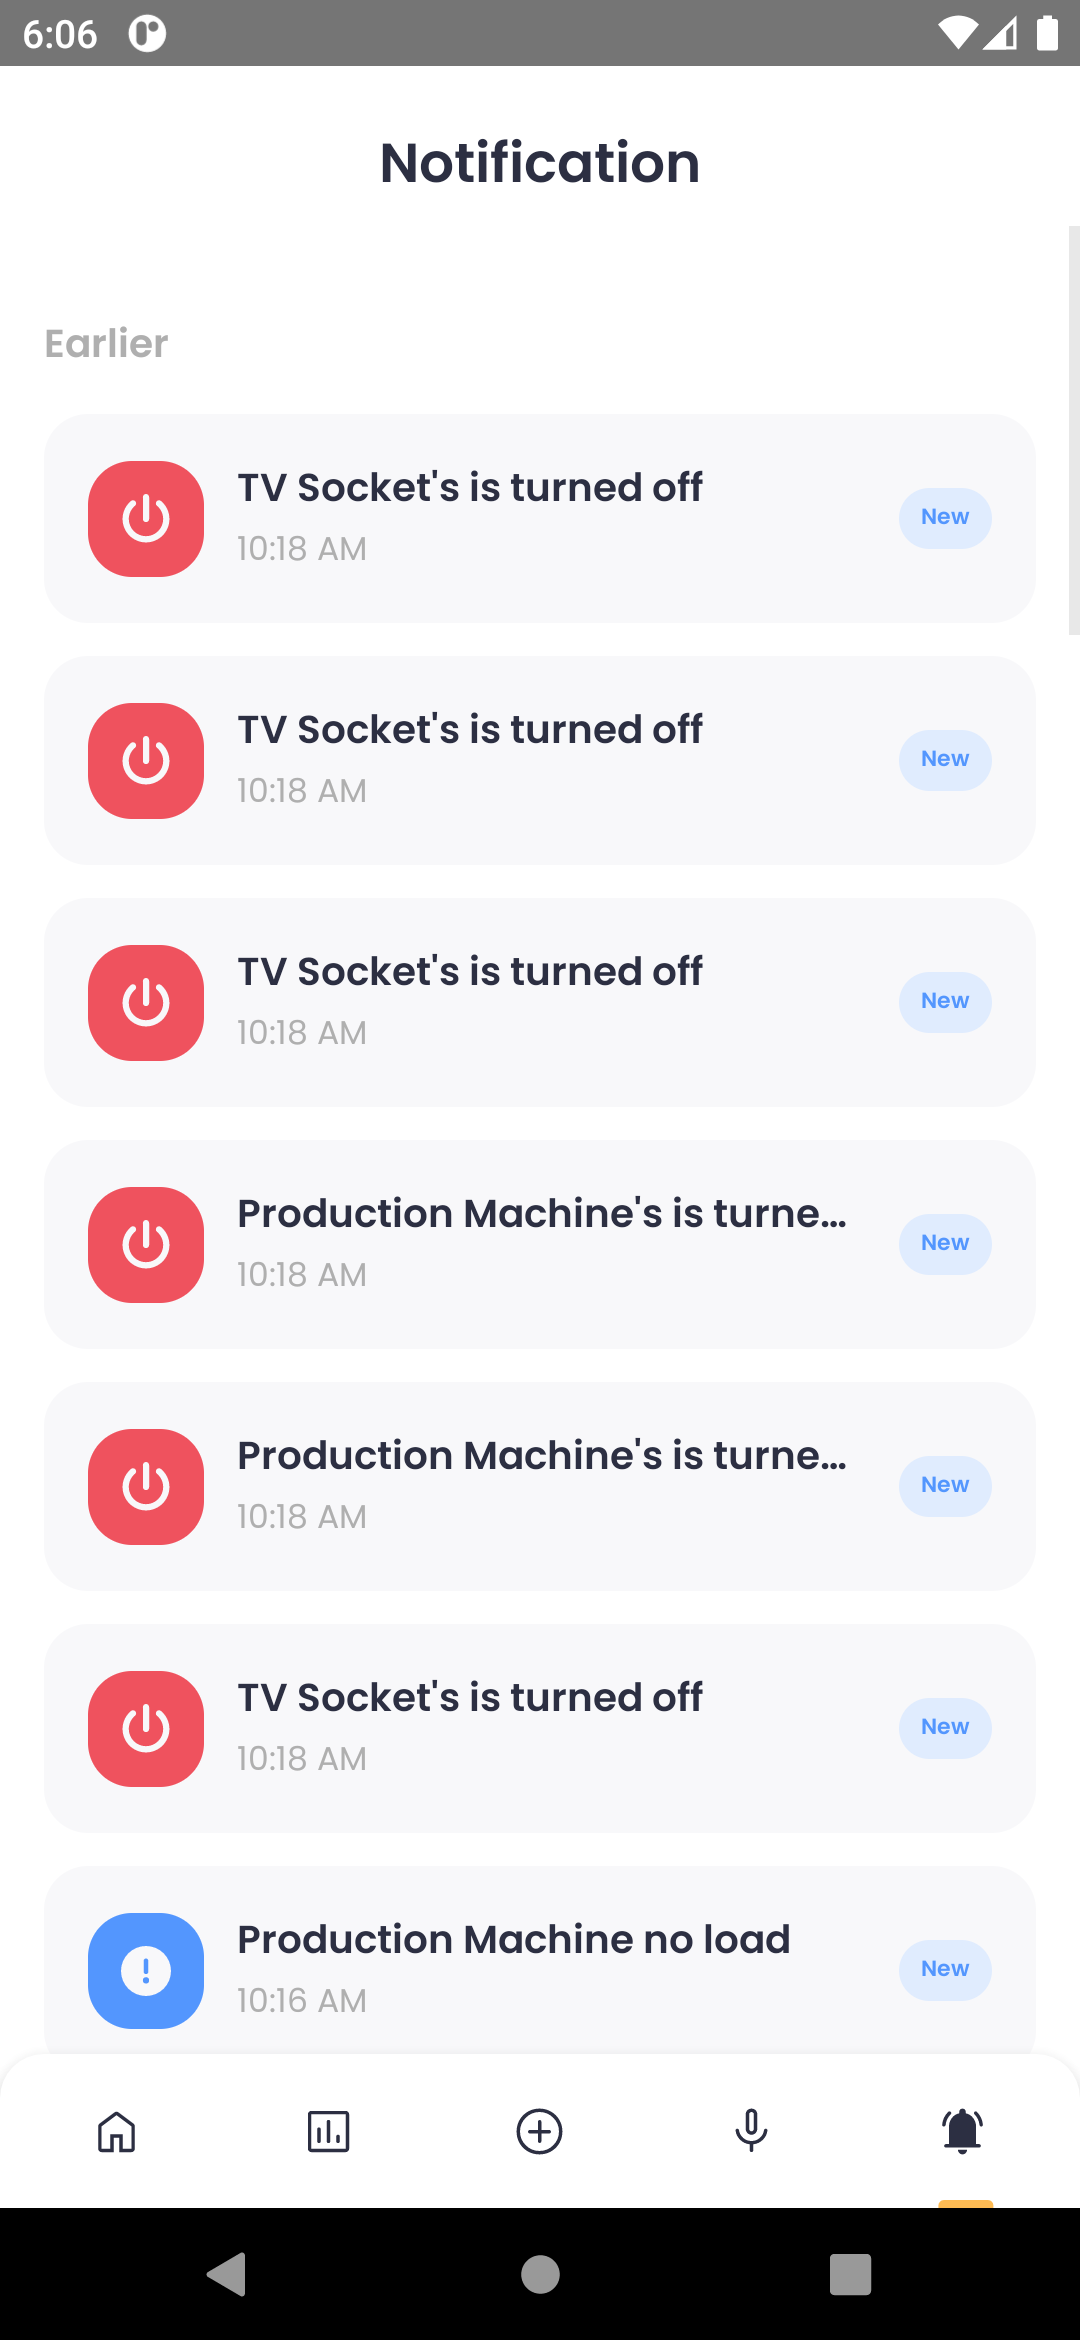 6:06
Notification
Earlier
TV Socket's is turned off
10:18 AM
New
TV Socket's is turned off
10:18 AM
New
TV Socket's is turned off
10:18 AM
New
Production Machine's is turne...
10:18 AM
New
Production Machine's is turne...
10:18 AM
New
TV Socket's is turned off
10:18 AM
New
Production Machine no load
10:16 AM
New